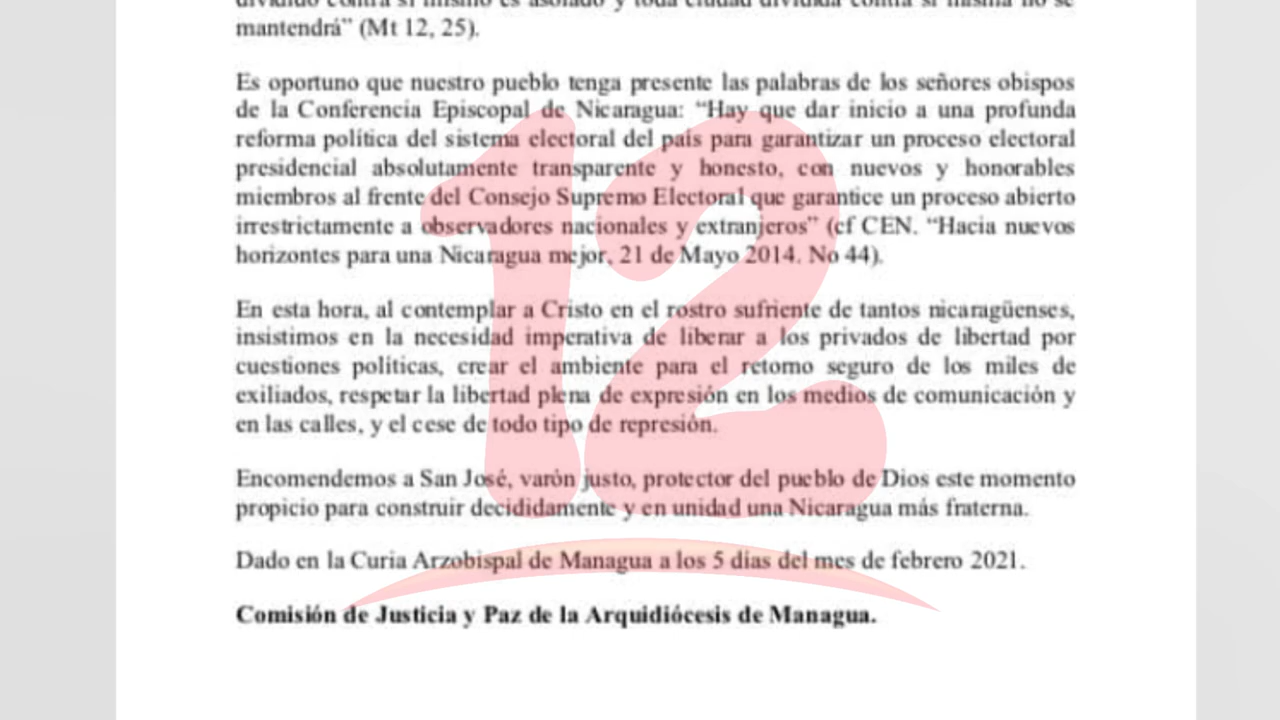 dividido contra sí mismo es asolado y toda ciudad dividida contra sí misma no se
mantendrá” (Mt 12, 25).
Es oportuno que nuestro pueblo tenga presente las palabras de los señores obispos
de la Conferencia Episcopal de Nicaragua: “Hay que dar inicio a una profunda
reforma política del sistema electoral del país para garantizar un proceso electoral
presidencial absolutamente transparente y honesto, con nuevos y honorables
miembros al frente del Consejo Supremo Electoral que garantice un proceso abierto
irrestrictamente a observadores nacionales y extranjeros” (cf CEN. “Hacia nuevos
horizontes para una Nicaragua mejor, 21 de Mayo 2014. No 44).
En esta hora, al contemplar a Cristo en el rostro sufriente de tantos nicaragüenses,
insistimos en la necesidad imperativa de liberar a los privados de libertad por
cuestiones políticas, crear el ambiente para el retorno seguro de los miles de
exiliados, respetar la libertad plena de expresión en los medios de comunicación y
en las calles, y el cese de todo tipo de represión.
Encomendemos a San José, varón justo, protector del pueblo de Dios este momento
propicio para construir decididamente y en unidad una Nicaragua más fraterna.
Dado en la Curia Arzobispal de Managua a los 5 días del mes de febrero 2021.
Comisión de Justicia y Paz de la Arquidiócesis de Managua.
12